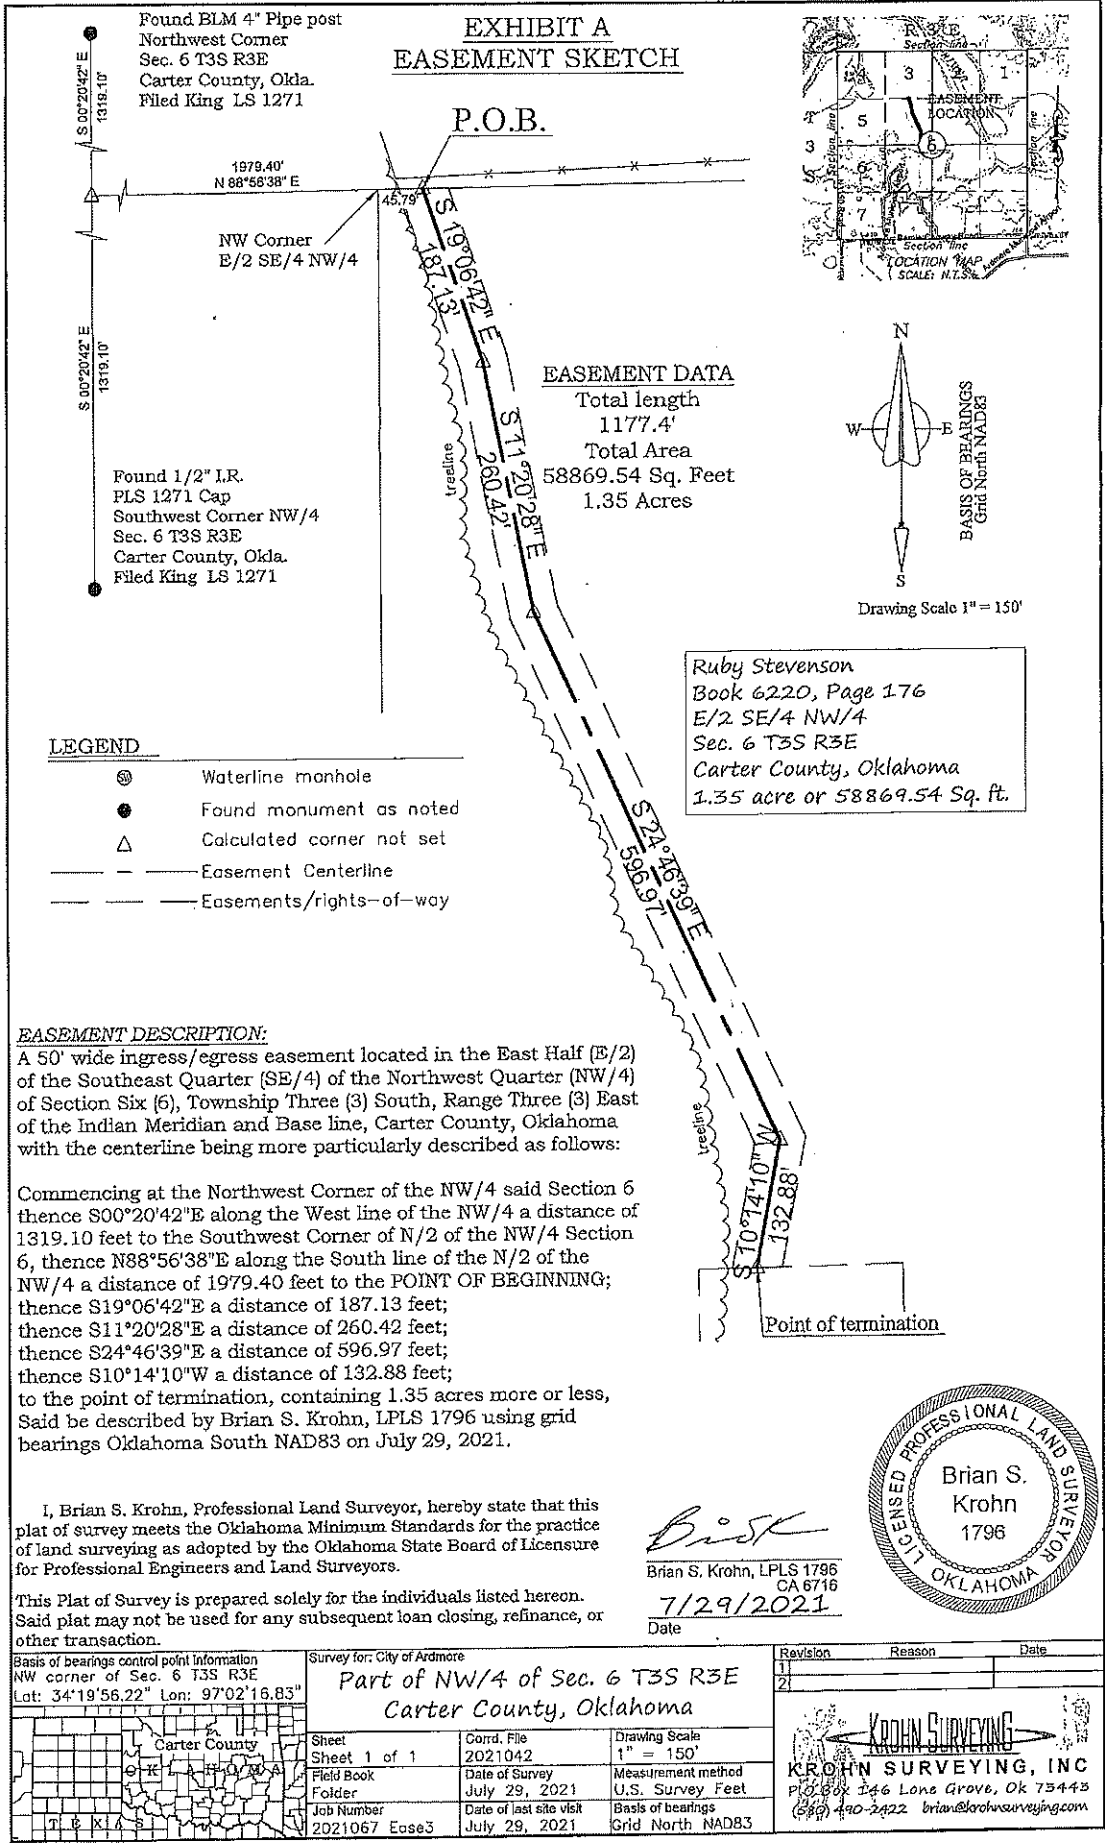 EXHIBIT A
EASEMENT SKETCH
Found BLM 4" Pipe post
Northwest Corner
Sec. 6 T3S R3E
Carter County, Okla.
Filed King LS 1271
S 00°20'42" E
1319.10'
P.O.B.
1979.40'
N 88°56'38" E
45.79'
NW Corner
E/2 SE/4 NW/4
S 19°06'42" E
187.13'
S 00°20'42" E
1319.10'
R 3 E
Section line
3
1
EASEMENT
LOCATION
T
5
3
6
S
6
7
Section line
Section line
Section line
LOCATION MAP
SCALE: N.T.S.
EASEMENT DATA
Total length
1177.4'
Total Area
58869.54 Sq. Feet
1.35 Acres
N
W
E
S
BASIS OF BEARINGS
Grid North NAD83
Drawing Scale 1" = 150'
treeline
S 11°20'28" E
260.42'
Found 1/2" I.R.
PLS 1271 Cap
Southwest Corner NW/4
Sec. 6 T3S R3E
Carter County, Okla.
Filed King LS 1271
Ruby Stevenson
Book 6220, Page 176
E/2 SE/4 NW/4
Sec. 6 T3S R3E
Carter County, Oklahoma
1.35 acre or 58869.54 Sq. ft.
LEGEND
Waterline manhole
Found monument as noted
Calculated corner not set
Easement Centerline
Easements/rights-of-way
S 24°46'39" E
596.97'
treeline
S 10°14'10" W
132.88'
Point of termination
EASEMENT DESCRIPTION:
A 50' wide ingress/egress easement located in the East Half (E/2)
of the Southeast Quarter (SE/4) of the Northwest Quarter (NW/4)
of Section Six (6), Township Three (3) South, Range Three (3) East
of the Indian Meridian and Base line, Carter County, Oklahoma
with the centerline being more particularly described as follows:
Commencing at the Northwest Corner of the NW/4 said Section 6
thence S00°20'42"E along the West line of the NW/4 a distance of
1319.10 feet to the Southwest Corner of N/2 of the NW/4 Section
6, thence N88°56'38"E along the South line of the N/2 of the
NW/4 a distance of 1979.40 feet to the POINT OF BEGINNING;
thence S19°06'42"E a distance of 187.13 feet;
thence S11°20'28"E a distance of 260.42 feet;
thence S24°46'39"E a distance of 596.97 feet;
thence S10°14'10"W a distance of 132.88 feet;
to the point of termination, containing 1.35 acres more or less,
Said be described by Brian S. Krohn, LPLS 1796 using grid
bearings Oklahoma South NAD83 on July 29, 2021.
I, Brian S. Krohn, Professional Land Surveyor, hereby state that this
plat of survey meets the Oklahoma Minimum Standards for the practice
of land surveying as adopted by the Oklahoma State Board of Licensure
for Professional Engineers and Land Surveyors.
This Plat of Survey is prepared solely for the individuals listed hereon.
Said plat may not be used for any subsequent loan closing, refinance, or
other transaction.
Brian S. Krohn, LPLS 1796
CA 6716
7/29/2021
Date
LICENSED PROFESSIONAL LAND SURVEYOR
Brian S.
Krohn
1796
OKLAHOMA
Basis of bearings control point information
NW corner of Sec. 6 T3S R3E
Lat: 34°19'56.22" Lon: 97°02'16.83"
Carter County
OKLAHOMA
TEXAS
Survey for: City of Ardmore
Part of NW/4 of Sec. 6 T3S R3E
Carter County, Oklahoma
Sheet
Sheet 1 of 1
Field Book
Folder
Job Number
2021067 Ease3
Cord. File
2021042
Date of Survey
July 29, 2021
Date of last site visit
July 29, 2021
Drawing Scale
1" = 150'
Measurement method
U.S. Survey Feet
Basis of bearings
Grid North NAD83
Revision
Reason
Date
1
2
KROHN SURVEYING
KROHN SURVEYING, INC
P.O. Box 146 Lone Grove, Ok 73443
(580) 490-2422 brian@krohnsurveying.com